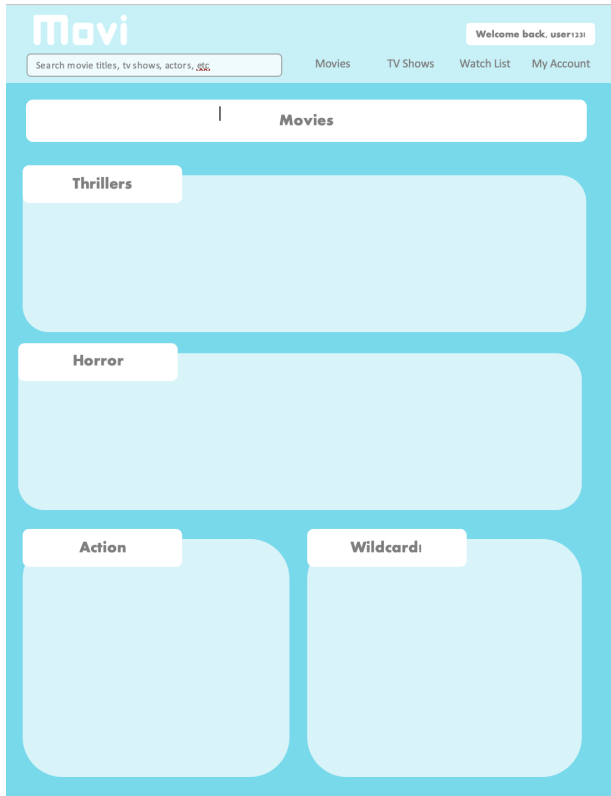 Movi
Welcome back, user123!
Search movie titles, tv shows, actors, etc
Movies TV Shows Watch List My Account
Movies
Thrillers
Horror
Action Wildcard!